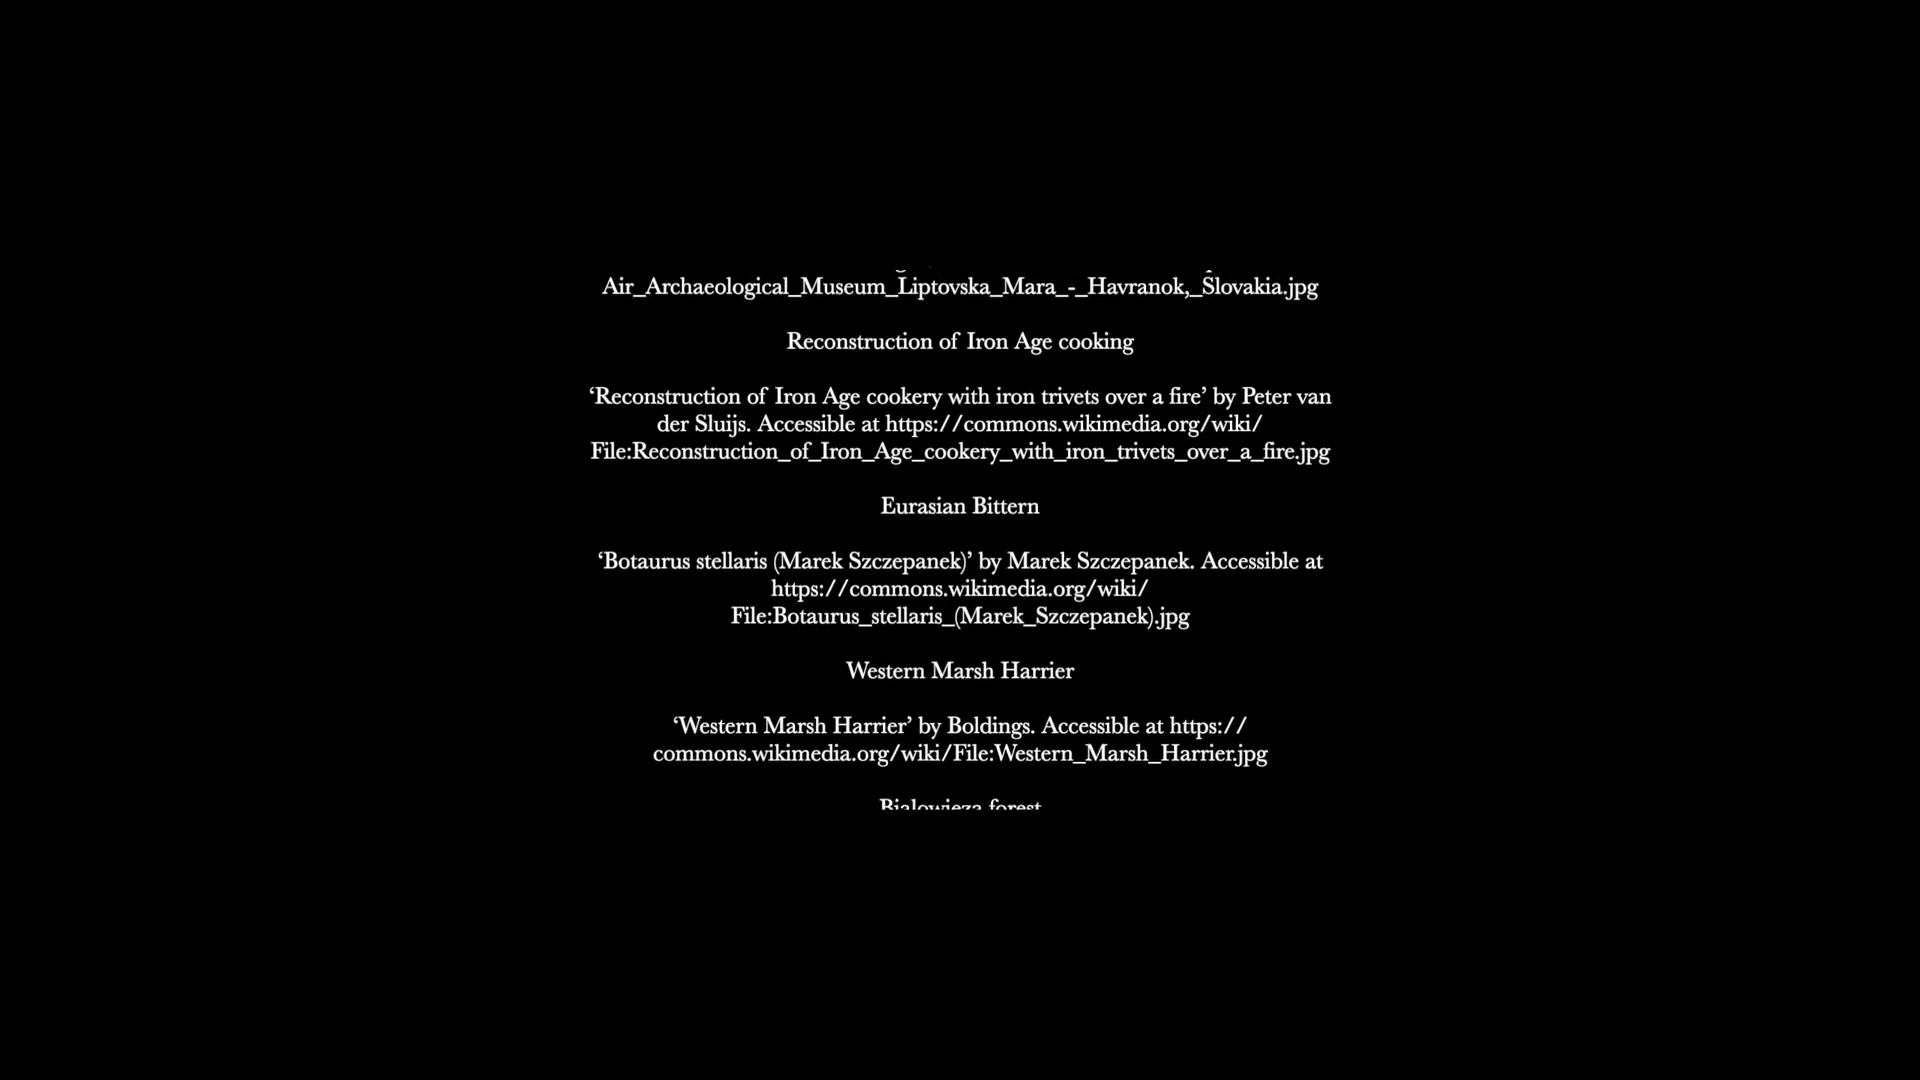 Air_Archaeological_Museum_Liptovska_Mara_-_Havranok,_Slovakia.jpg
Reconstruction of Iron Age cooking
‘Reconstruction of Iron Age cookery with iron trivets over a fire’ by Peter van
der Sluijs. Accessible at https://commons.wikimedia.org/wiki/
File:Reconstruction_of_Iron_Age_cookery_with_iron_trivets_over_a_fire.jpg
Eurasian Bittern
‘Botaurus stellaris (Marek Szczepanek)’ by Marek Szczepanek. Accessible at
https://commons.wikimedia.org/wiki/
File:Botaurus_stellaris_(Marek_Szczepanek).jpg
Western Marsh Harrier
‘Western Marsh Harrier’ by Boldings. Accessible at https://
commons.wikimedia.org/wiki/File:Western_Marsh_Harrier.jpg
Bialowieza forest